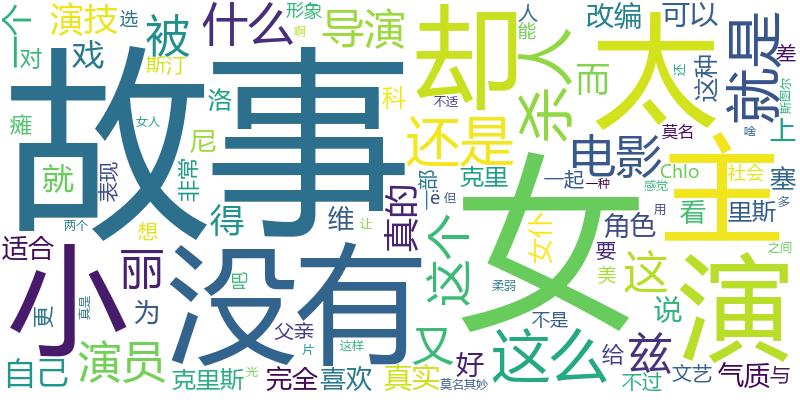 故事
没有
女
主演
太
却
小
什么
导演
还是
杀人
就是
电影
这么
这个
演员
演技
戏
被
形象
人
能
选
啊
改编
可以
差
而
这种
还
斯图尔
对
斯汀
洛
科
不适
莫名
啥
上
瘫
女人
尼
就
表现
非常
真的
部
克里
一起
一种
Chlo
感觉
社会
塞
多
ë
但
女仆
角色
用
看
里斯
适合
丽
两个
想
得
维
让
要
美
这
说
之间
更
真是
为
父亲
片
这样
又
柔弱
不是
给
兹
自己
克里斯
光
完全
喜欢
真实
莫名其妙
好
不过
文艺
气质
与